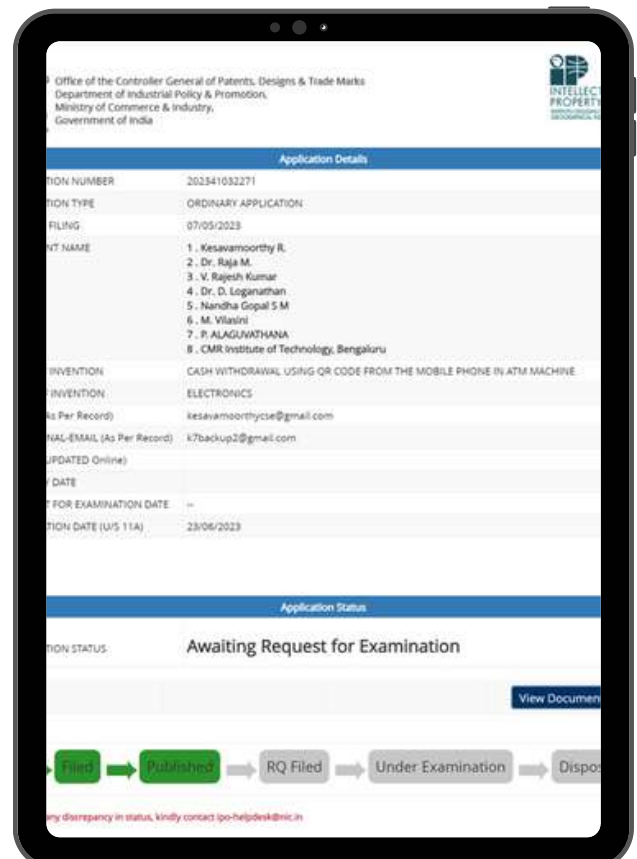 Office of the Controller General of Patents, Designs & Trade Marks
Department of Industrial Policy & Promotion,
Ministry of Commerce & Industry,
Government of India
INTELLECT
PROPERTY
Application Details
TION NUMBER 202341032271
TION TYPE ORDINARY APPLICATION
FILING 07/05/2023
NT NAME 1 . Kesavamoorthy R.
2 . Dr. Raja M.
3 . V. Rajesh Kumar
4 . Dr. D. Loganathan
5 . Nandha Gopal S M
6 . M. Vilasini
7 . P. ALAGUVATHANA
8 . CMR Institute of Technology, Bengaluru
INVENTION CASH WITHDRAWAL USING QR CODE FROM THE MOBILE PHONE IN ATM MACHINE
INVENTION ELECTRONICS
As Per Record) kesavamoorthycse@gmail.com
NAL-EMAIL (As Per Record) k7backup2@gmail.com
UPDATED Online)
DATE
T FOR EXAMINATION DATE --
TION DATE (U/S 11A) 23/06/2023
Application Status
TION STATUS Awaiting Request for Examination
View Documen
Filed Published RQ Filed Under Examination Dispos
any discrepancy in status, kindly contact ipo-helpdesk@nic.in